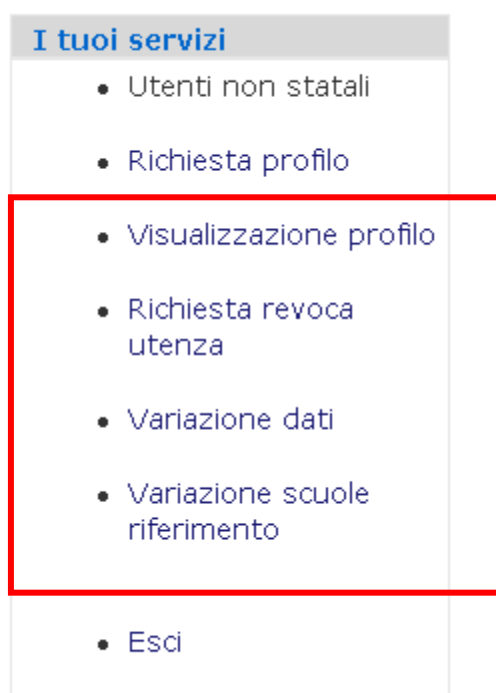 I tuoi servizi
Utenti non statali
Richiesta profilo
Visualizzazione profilo
Richiesta revoca
utenza
Variazione dati
Variazione scuole
riferimento
Esci